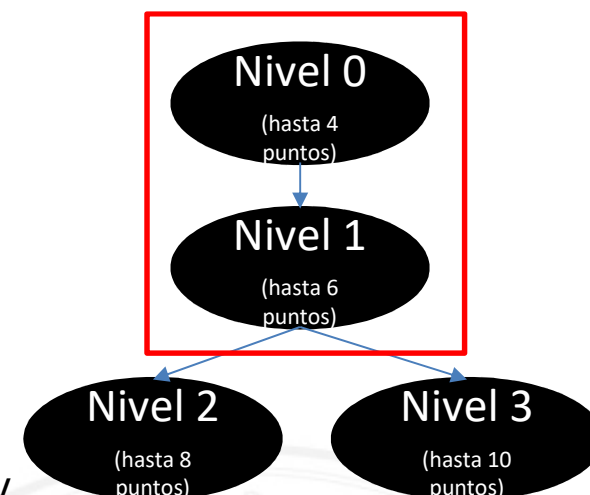 Nivel 0
(hasta 4
puntos)
Nivel 1
(hasta 6
puntos)
Nivel 2
(hasta 8
puntos)
Nivel 3
(hasta 10
puntos)